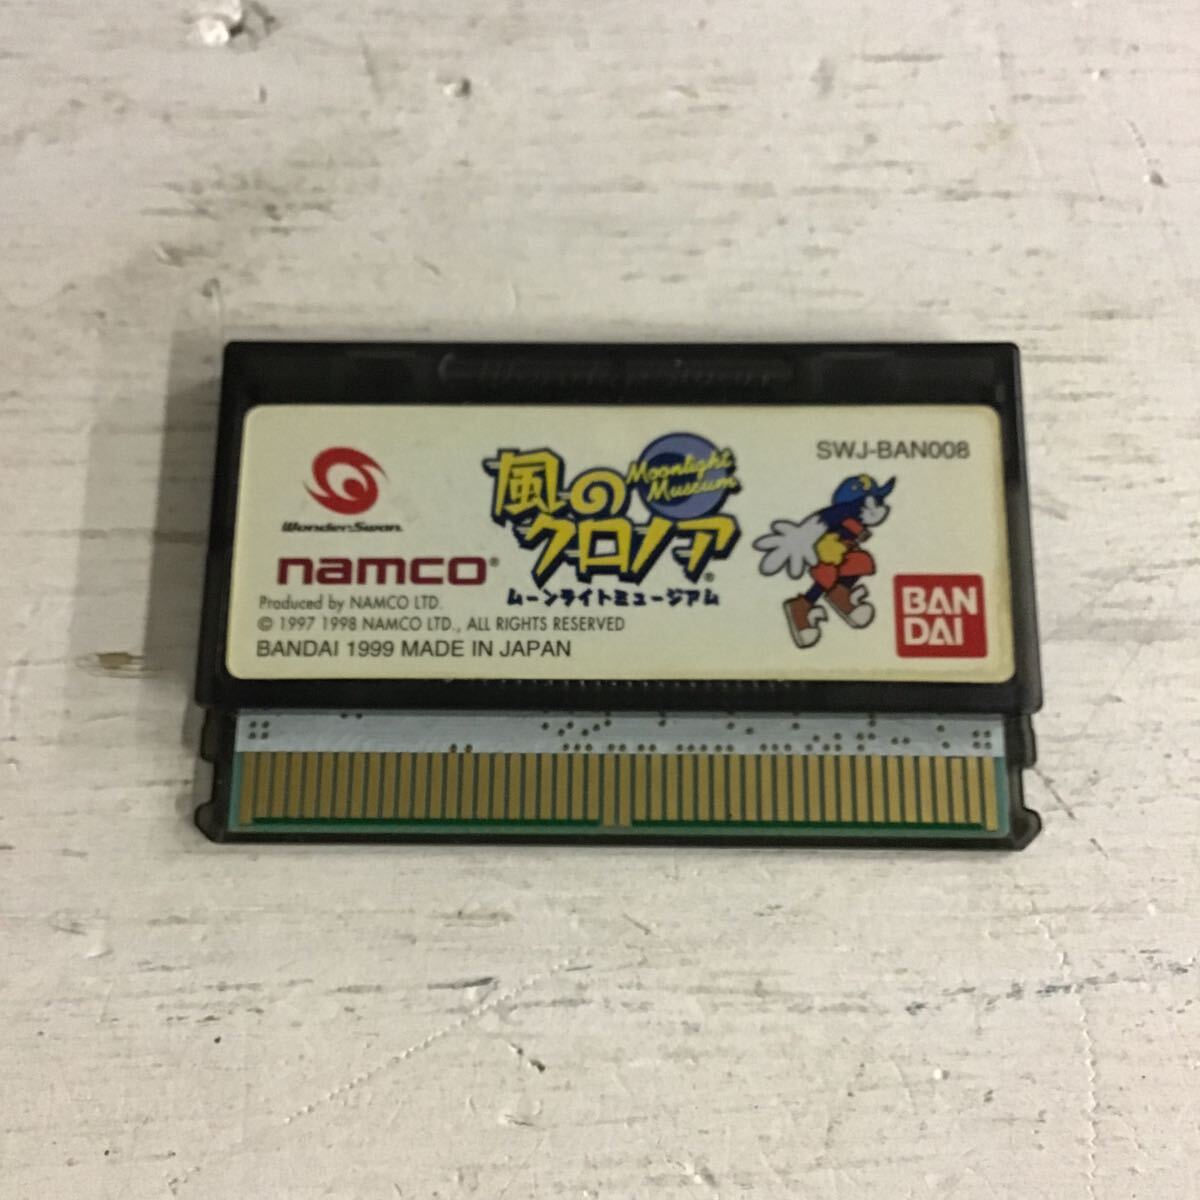 SWJ-BAN008
WonderSwan
風の
クロノア
Moonlight
Museum
ムーンライトミュージアム
namco®
Produced by NAMCO LTD.
© 1997 1998 NAMCO LTD., ALL RIGHTS RESERVED
BANDAI 1999 MADE IN JAPAN
BAN
DAI